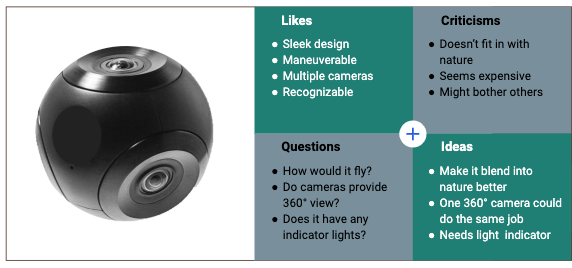 Likes
• Sleek design
• Maneuverable
• Multiple cameras
• Recognizable
Criticisms
• Doesn’t fit in with
nature
• Seems expensive
• Might bother others
Questions
• How would it fly?
• Do cameras provide
360° view?
• Does it have any
indicator lights?
Ideas
• Make it blend into
nature better
• One 360° camera could
do the same job
• Needs light indicator